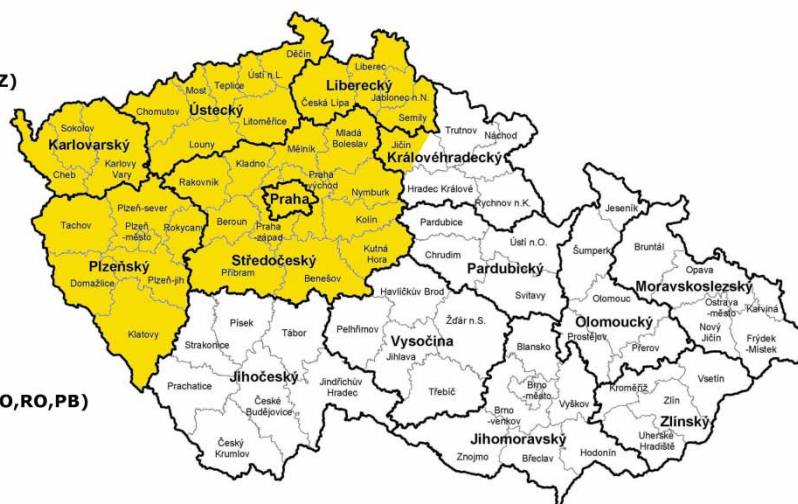 Z)
O,RO,PB)
Karlovarský
Sokolov
Cheb
Karlovy
Vary
Ústecký
Děčín
Ústí n.L.
Teplice
Most
Chomutov
Litoměřice
Louny
Liberecký
Liberec
Česká Lípa
Jablonec n.N.
Semily
Královéhradecký
Jičín
Trutnov
Náchod
Hradec Králové
Rychnov n.K.
Praha
Středočeský
Mělník
Mladá
Boleslav
Kladno
Rakovník
Praha
-východ
Nymburk
Beroun
Praha
-západ
Kolín
Kutná
Hora
Příbram
Benešov
Plzeňský
Tachov
Plzeň-sever
Plzeň
-město
Rokycany
Domažlice
Plzeň-jih
Klatovy
Jihočeský
Písek
Tábor
Strakonice
Prachatice
České
Budějovice
Jindřichův
Hradec
Český
Krumlov
Pardubický
Pardubice
Chrudim
Ústí n.O.
Svitavy
Vysočina
Havlíčkův Brod
Žďár n.S.
Pelhřimov
Jihlava
Třebíč
Jihomoravský
Blansko
Brno
-město
Brno
-venkov
Vyškov
Znojmo
Břeclav
Hodonín
Olomoucký
Jeseník
Šumperk
Olomouc
Prostějov
Přerov
Moravskoslezský
Bruntál
Opava
Ostrava
-město
Karviná
Nový
Jičín
Frýdek
-Místek
Zlínský
Kroměříž
Vsetín
Zlín
Uherské
Hradiště